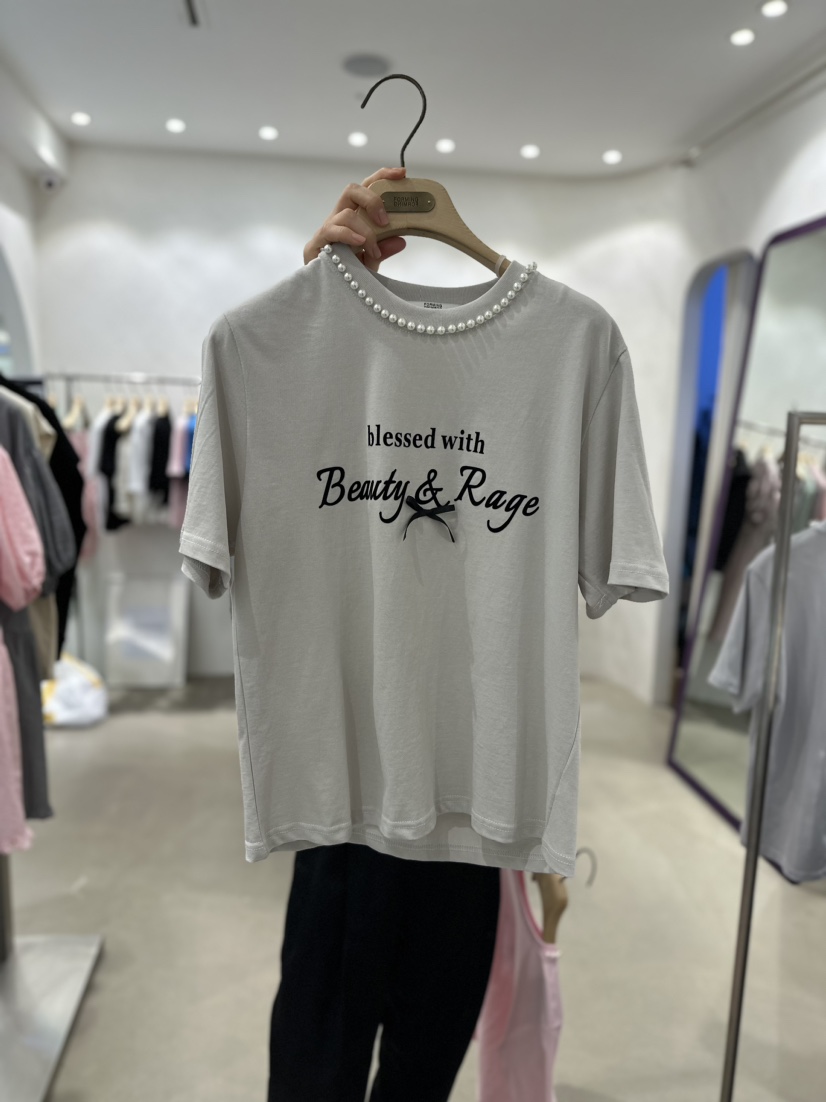 blessed with
Beauty & Rage